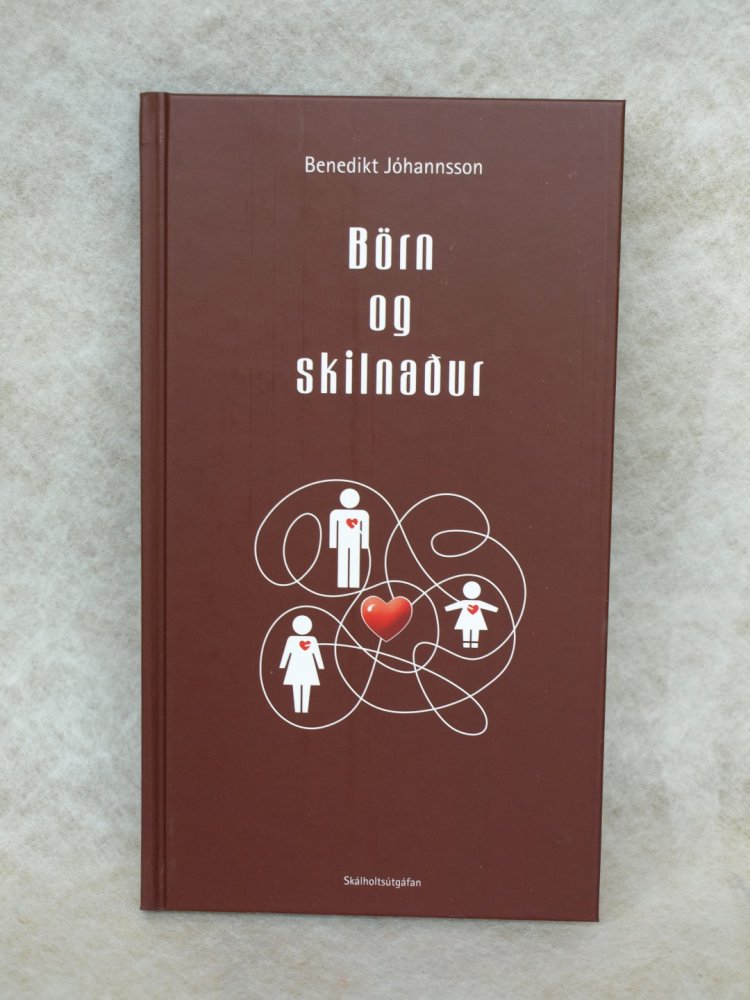 Benedikt Jóhannsson
Börn
og
skilnaður
Skálholtsútgáfan